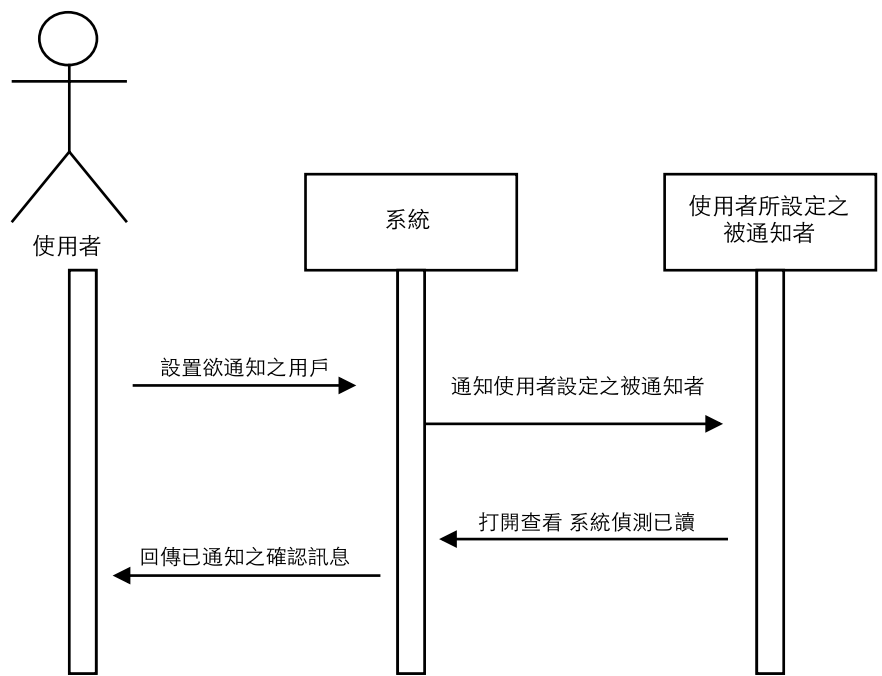 系統
使用者所設定之
被通知者
使用者
設置欲通知之用戶
通知使用者設定之被通知者
打開查看 系統偵測已讀
回傳已通知之確認訊息